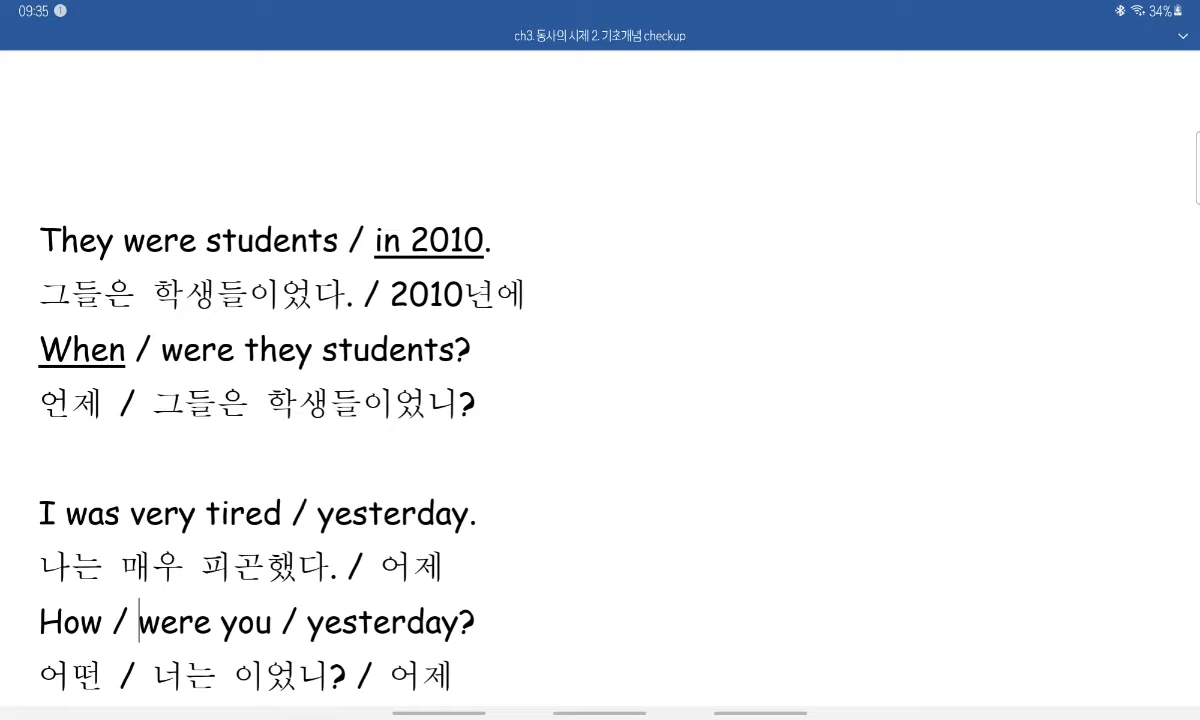 09:35
34%
ch3. 동사의 시제 2. 기초개념 checkup
They were students / in 2010.
그들은 학생들이었다. / 2010년에
When / were they students?
언제 / 그들은 학생들이었니?
I was very tired / yesterday.
나는 매우 피곤했다. / 어제
How / were you / yesterday?
어떤 / 너는 이었니? / 어제